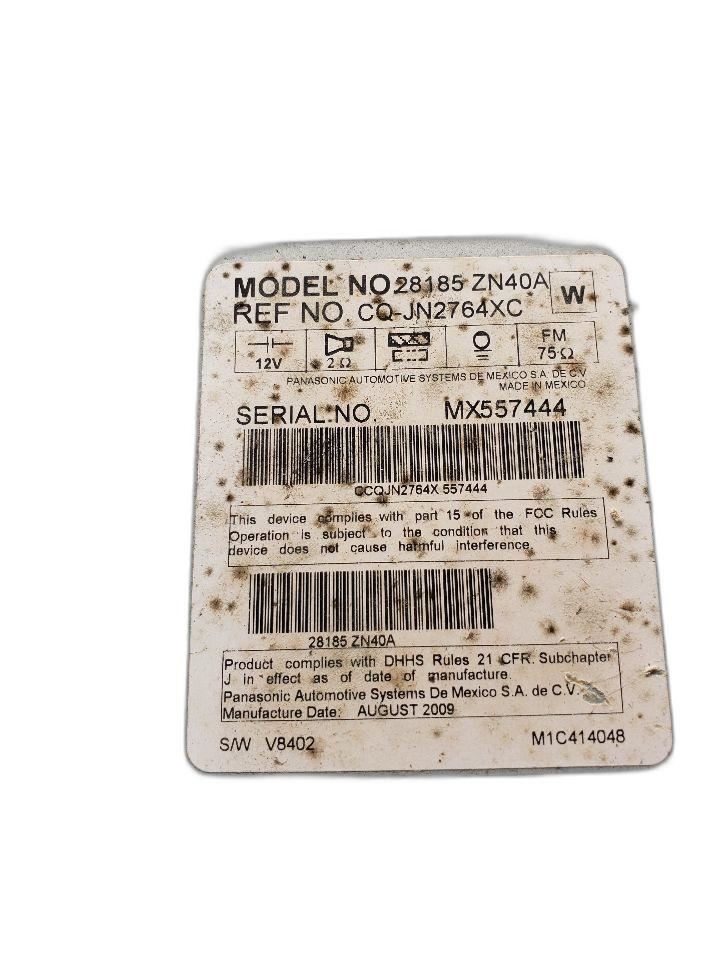 MODEL NO 28185 ZN40A
W
REF NO. CQ-JN2764XC
12V 2 Ω FM 75 Ω
PANASONIC AUTOMOTIVE SYSTEMS DE MEXICO S.A. DE C.V
MADE IN MEXICO
SERIAL NO. MX557444
CCQJN2764X 557444
This device complies with part 15 of the FCC Rules
Operation is subject to the condition that this
device does not cause harmful interference.
28185 ZN40A
Product complies with DHHS Rules 21 CFR. Subchapter
J in effect as of date of manufacture.
Panasonic Automotive Systems De Mexico S.A. de C.V.
Manufacture Date: AUGUST 2009
S/W V8402 M1C414048